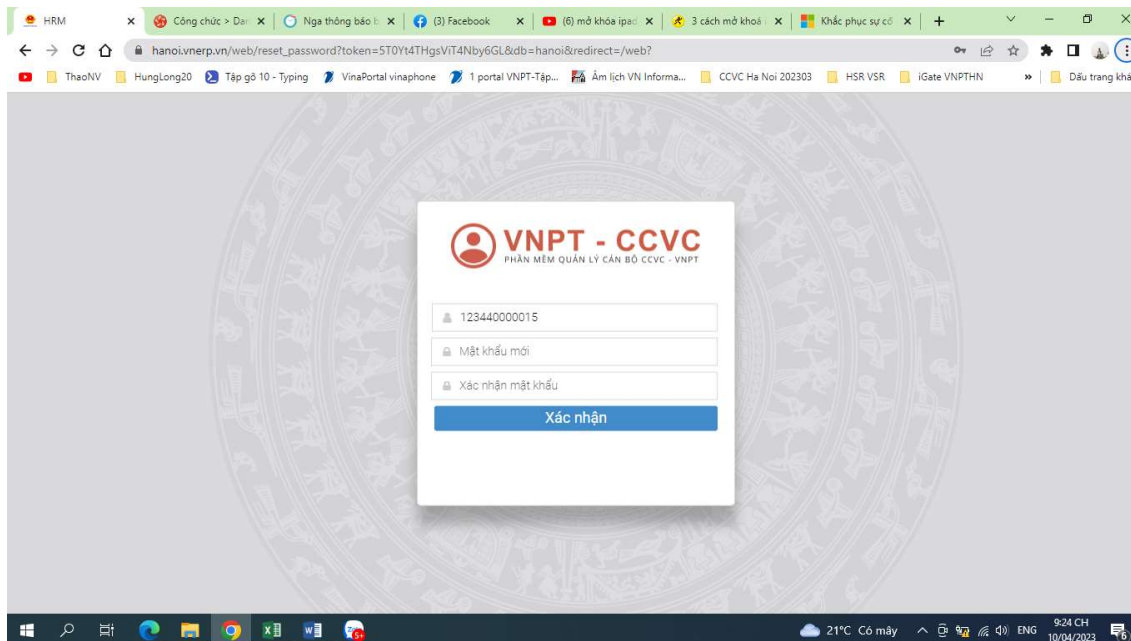 HRM
Công chức > Dan
Nga thông báo b
(3) Facebook
(6) mở khóa ipad
3 cách mở khoá i
Khắc phục sự cố
hanoi.vnerp.vn/web/reset_password?token=5T0Yt4THgsViT4Nby6GL&db=hanoi&redirect=/web?
ThaoNV HungLong20 Tập gõ 10 - Typing VinaPortal vinaphone 1 portal VNPT-Tập... Âm lịch VN Informa... CCVC Ha Noi 202303 HSR VSR iGate VNPTHN » Dấu trang khá
VNPT - CCVC
PHẦN MỀM QUẢN LÝ CÁN BỘ CCVC - VNPT
123440000015
Mật khẩu mới
Xác nhận mật khẩu
Xác nhận
5+
21°C Có mây ENG 9:24 CH
10/04/2023
6